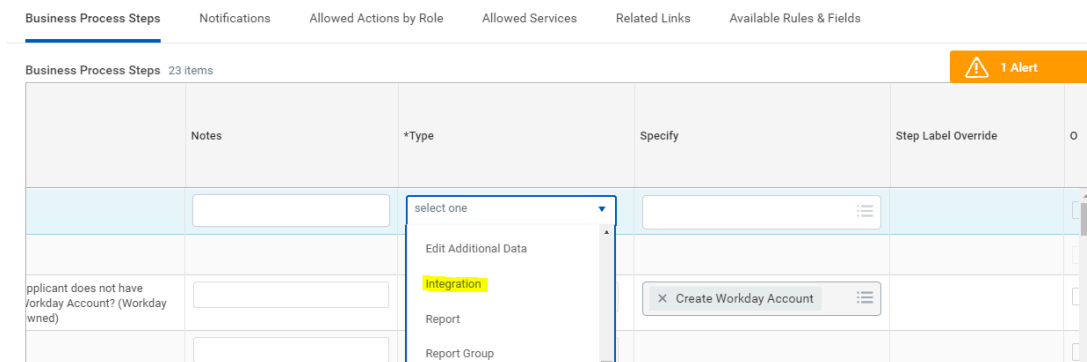 Business Process Steps Notifications Allowed Actions by Role Allowed Services Related Links Available Rules & Fields
Business Process Steps 23 items
1 Alert
Notes *Type Specify Step Label Override O
select one
Edit Additional Data
Integration
pplicant does not have
Workday Account? (Workday
wned)
× Create Workday Account
Report
Report Group